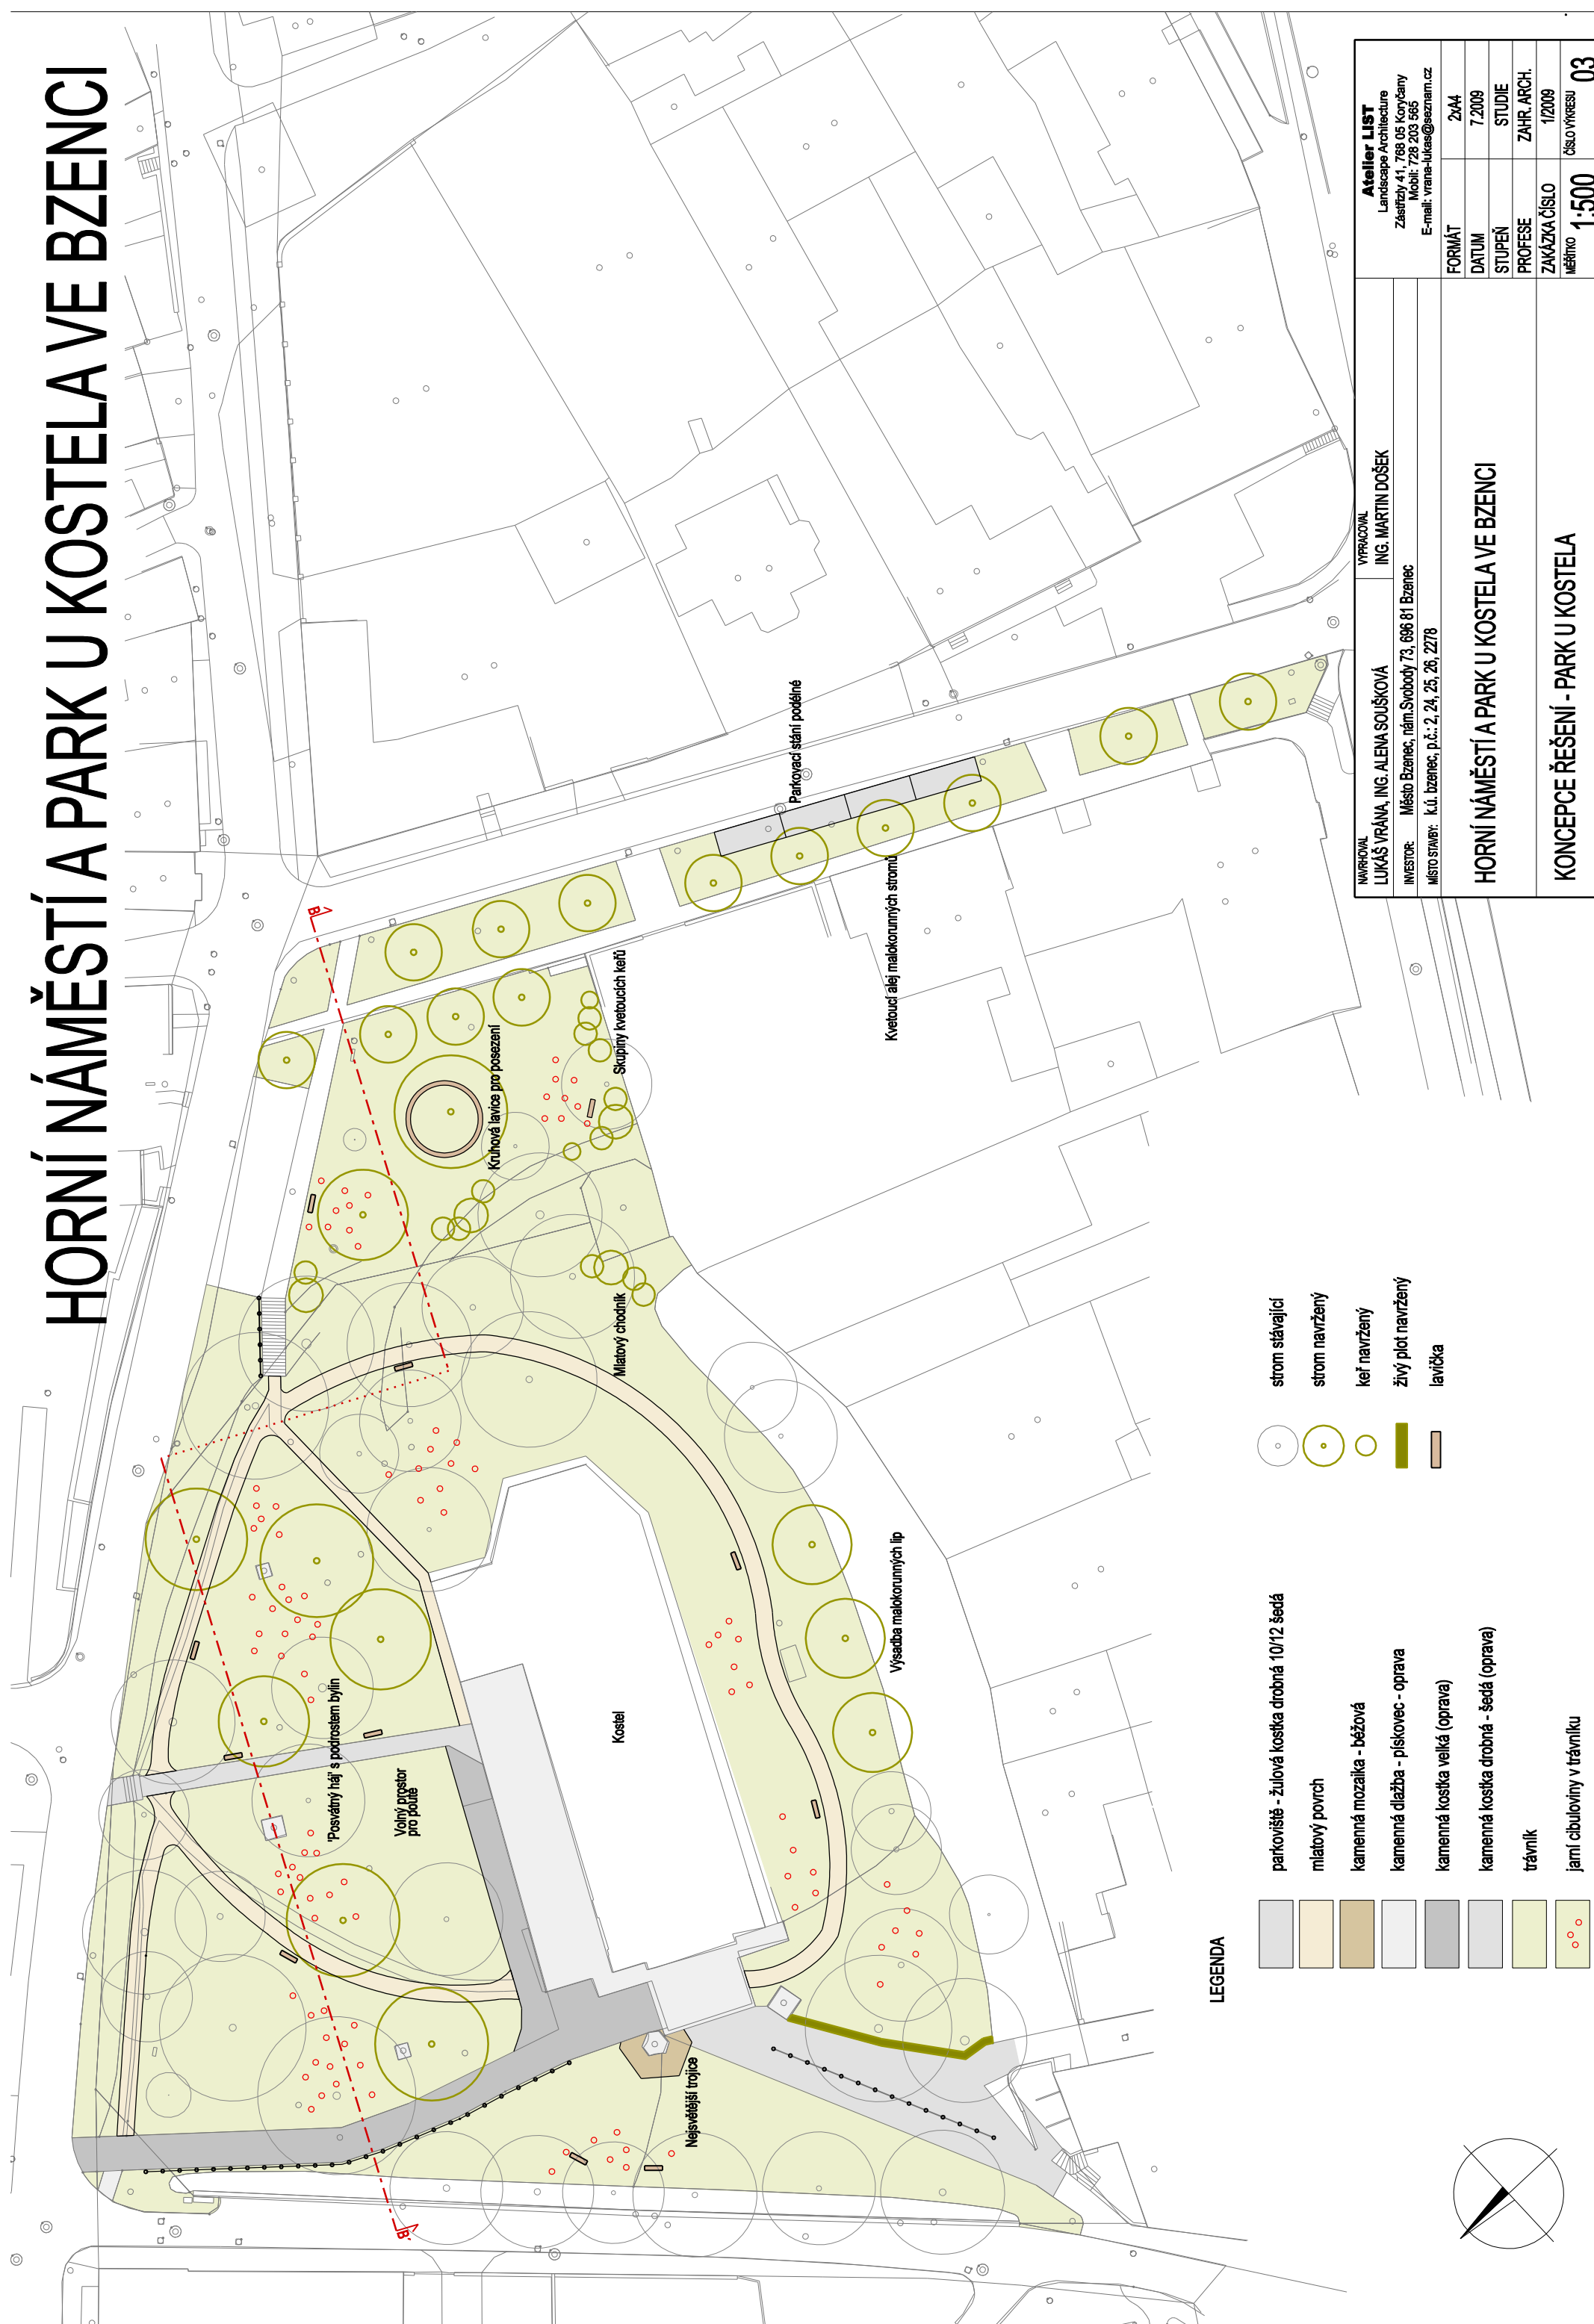 HORNÍ NÁMĚSTÍ A PARK U KOSTELA VE BZENCI
B
B'
Parkovací stání podélné
Kvetoucí alej malokorunných stromů
Skupiny kvetoucích keřů
Kruhová lavice pro posezení
Mlatový chodník
Výsadba malokorunných lip
'Posvátný háj' s podrostem bylin
Volný prostor
pro poutě
Kostel
Nejsvětější trojice
LEGENDA
parkoviště - žulová kostka drobná 10/12 šedá
mlatový povrch
kamenná mozaika - béžová
kamenná dlažba - pískovec - oprava
kamenná kostka velká (oprava)
kamenná kostka drobná - šedá (oprava)
trávník
jarní cibuloviny v trávníku
strom stávající
strom navržený
keř navržený
živý plot navržený
lavička
NAVRHOVAL
LUKÁŠ VRÁNA, ING. ALENA SOUŠKOVÁ
VYPRACOVAL
ING. MARTIN DOŠEK
INVESTOR: Město Bzenec, nám.Svobody 73, 696 81 Bzenec
MÍSTO STAVBY: k.ú. bzenec, p.č.: 2, 24, 25, 26, 2278
HORNÍ NÁMĚSTÍ A PARK U KOSTELA VE BZENCI
KONCEPCE ŘEŠENÍ - PARK U KOSTELA
Atelier LIST
Landscape Architecture
Zástřizly 41, 768 05 Koryčany
Mobil: 728 203 565
E-mail: vrana-lukas@seznam.cz
FORMÁT 2xA4
DATUM 7.2009
STUPEŇ STUDIE
PROFESE ZAHR. ARCH.
ZAKÁZKA ČÍSLO 1/2009
MĚŘÍTKO 1:500
ČÍSLO VÝKRESU 03